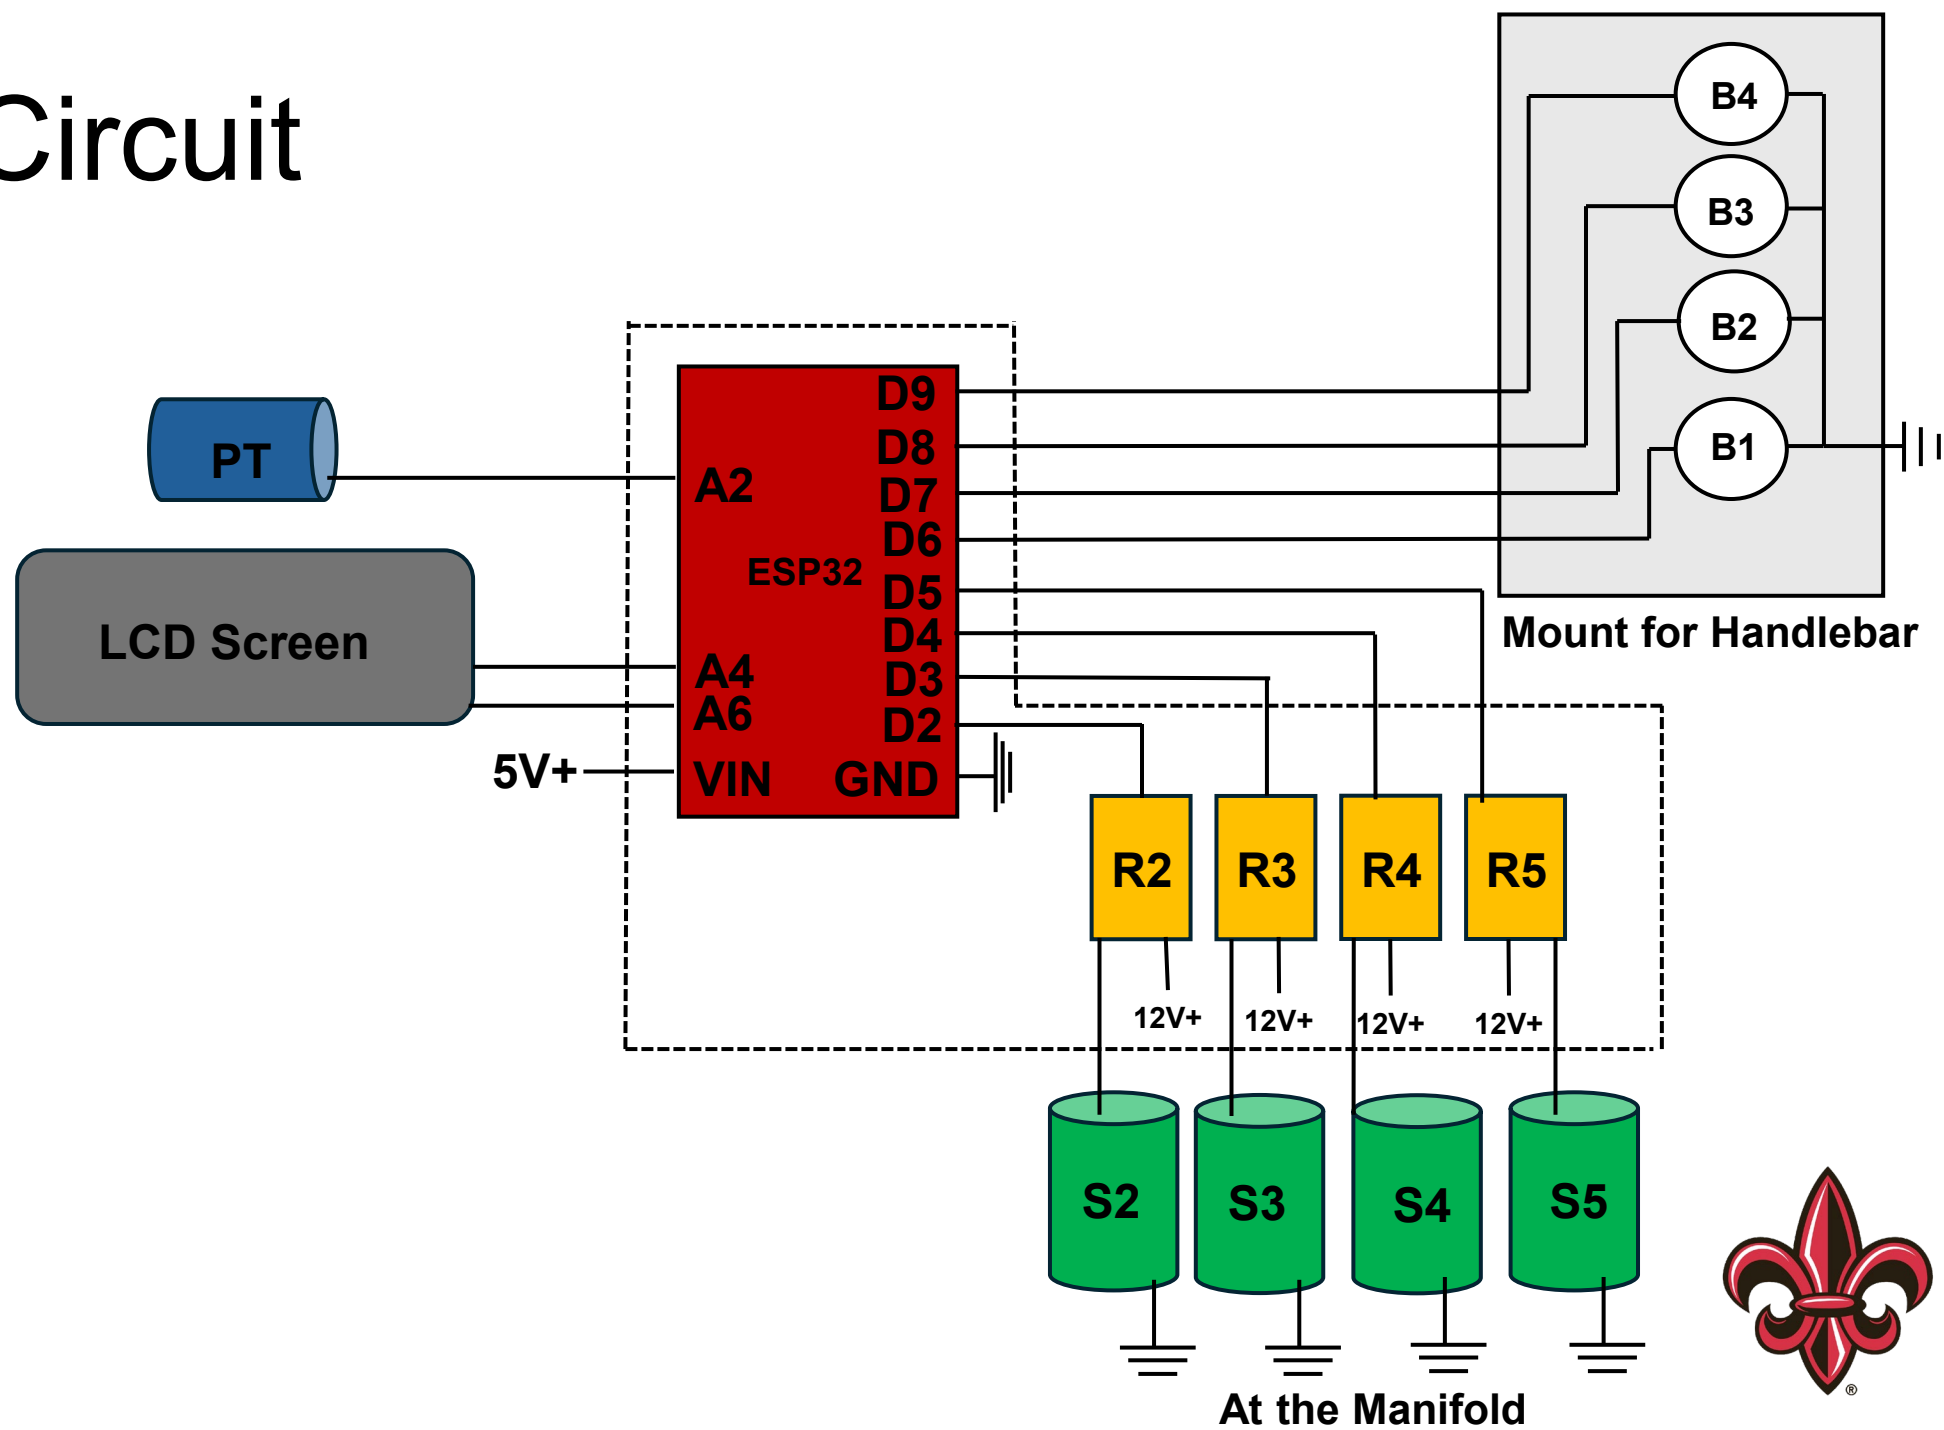 Circuit
B4
B3
B2
B1
Mount for Handlebar
PT
LCD Screen
5V+
D9
D8
A2
D7
D6
ESP32
D5
D4
A4
D3
A6
D2
VIN
GND
R2
R3
R4
R5
12V+
12V+
12V+
12V+
S2
S3
S4
S5
At the Manifold
®